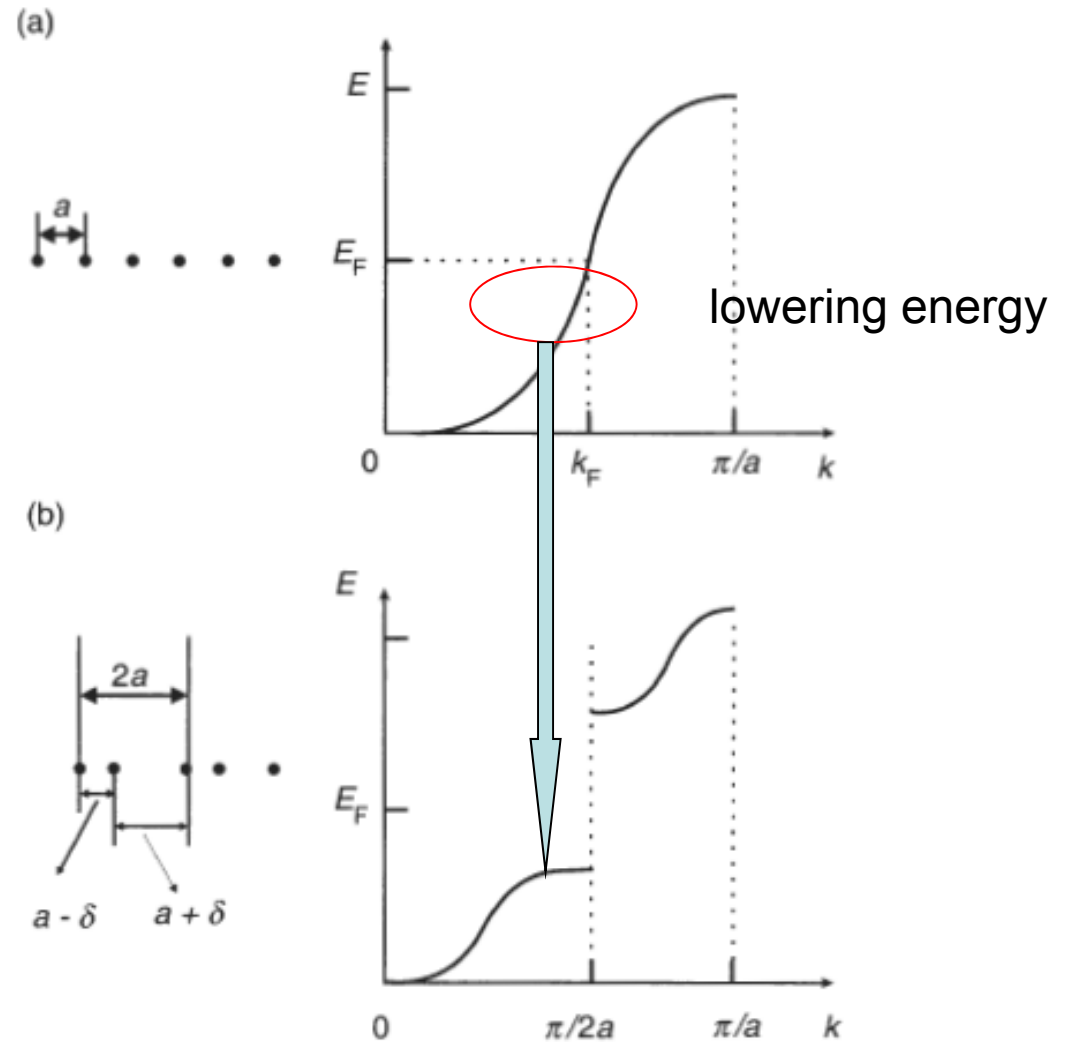 (a)
E
a
E_F
lowering energy
0
k_F
π/a
k
(b)
E
2a
E_F
a - δ
a + δ
0
π/2a
π/a
k